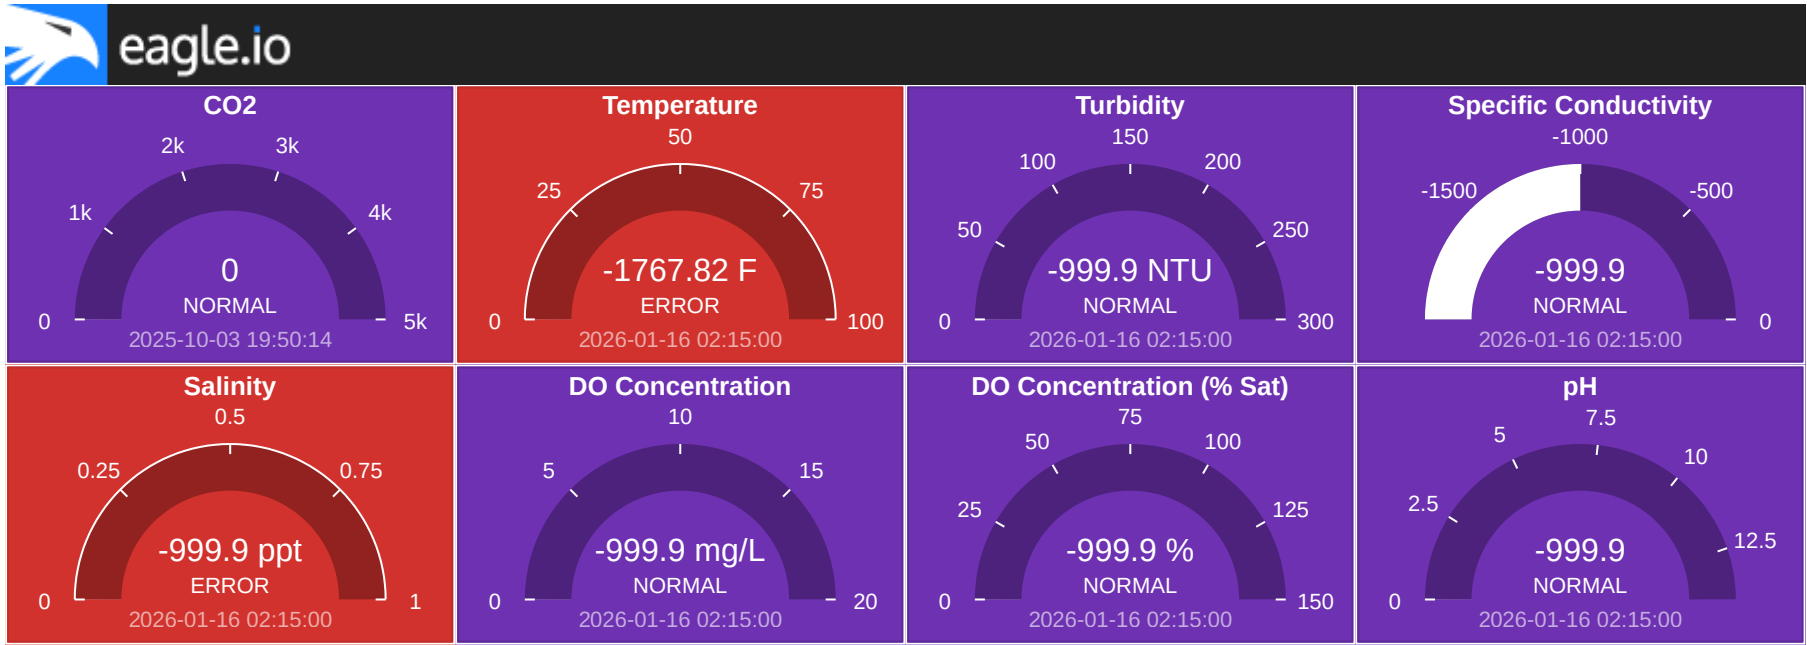 eagle.io
CO2
2k
3k
1k
4k
0
NORMAL
0
5k
2025-10-03 19:50:14
Temperature
50
25
75
-1767.82 F
ERROR
0
100
2026-01-16 02:15:00
Turbidity
150
100
200
50
250
-999.9 NTU
NORMAL
0
300
2026-01-16 02:15:00
Specific Conductivity
-1000
-1500
-500
-999.9
NORMAL
0
2026-01-16 02:15:00
Salinity
0.5
0.25
0.75
-999.9 ppt
ERROR
0
1
2026-01-16 02:15:00
DO Concentration
10
5
15
-999.9 mg/L
NORMAL
0
20
2026-01-16 02:15:00
DO Concentration (% Sat)
75
50
100
25
125
-999.9 %
NORMAL
0
150
2026-01-16 02:15:00
pH
7.5
5
10
2.5
12.5
-999.9
NORMAL
0
2026-01-16 02:15:00